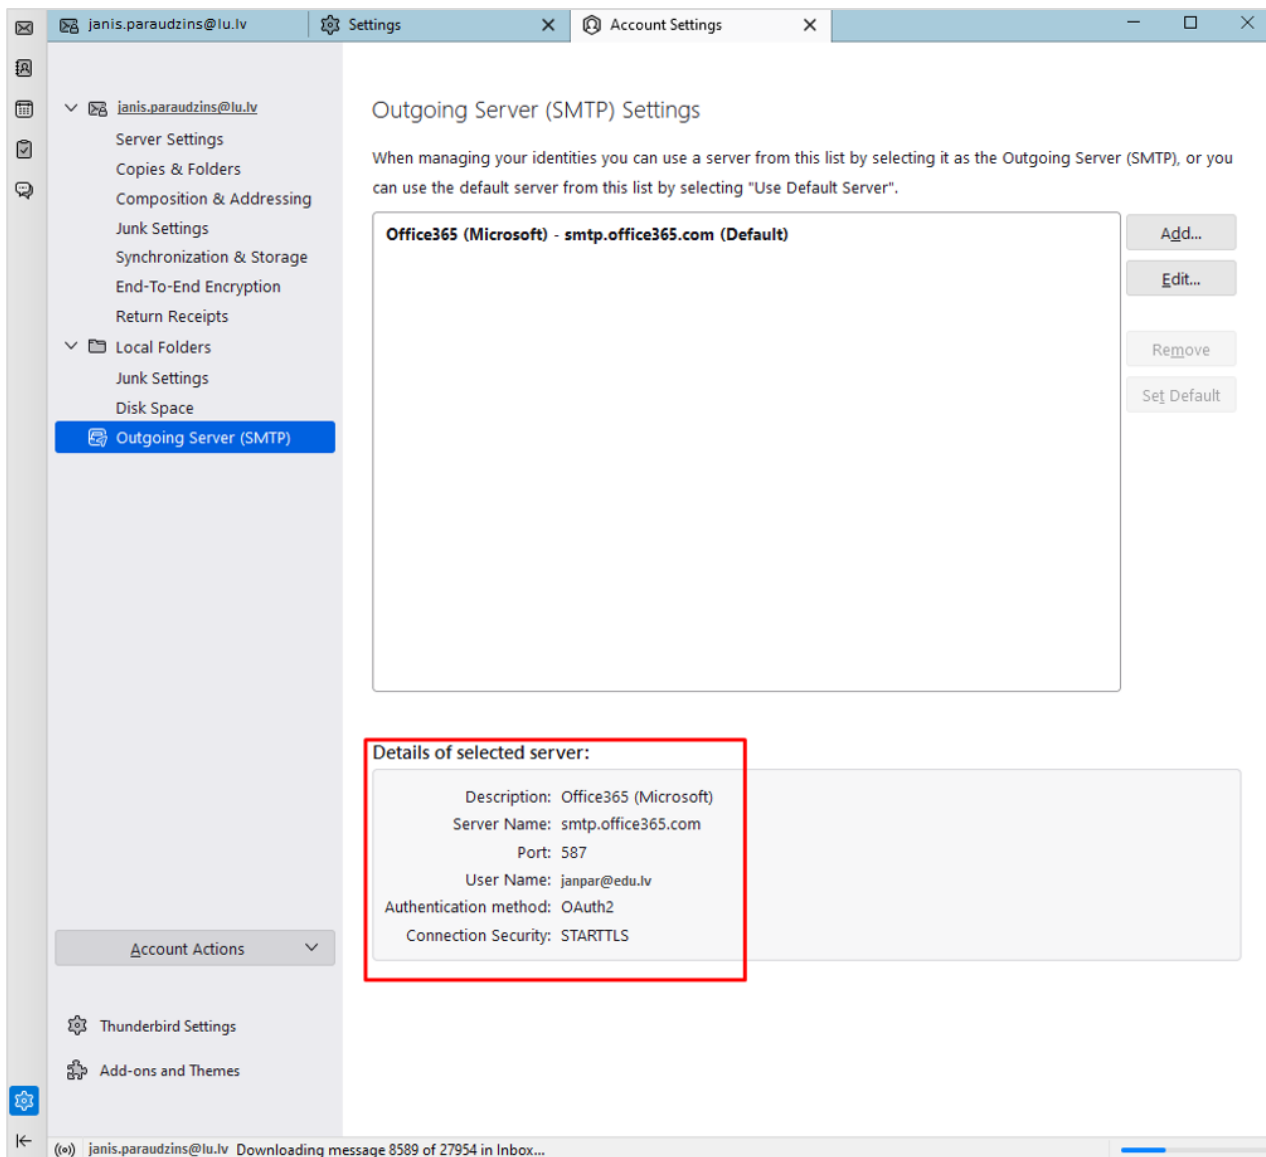 janis.paraudzins@lu.lv
Settings
Account Settings
janis.paraudzins@lu.lv
Server Settings
Copies & Folders
Composition & Addressing
Junk Settings
Synchronization & Storage
End-To-End Encryption
Return Receipts
Local Folders
Junk Settings
Disk Space
Outgoing Server (SMTP)
Account Actions
Thunderbird Settings
Add-ons and Themes
Outgoing Server (SMTP) Settings
When managing your identities you can use a server from this list by selecting it as the Outgoing Server (SMTP), or you
can use the default server from this list by selecting "Use Default Server".
Office365 (Microsoft) - smtp.office365.com (Default)
Add...
Edit...
Remove
Set Default
Details of selected server:
Description: Office365 (Microsoft)
Server Name: smtp.office365.com
Port: 587
User Name: janpar@edu.lv
Authentication method: OAuth2
Connection Security: STARTTLS
janis.paraudzins@lu.lv Downloading message 8589 of 27954 in Inbox...